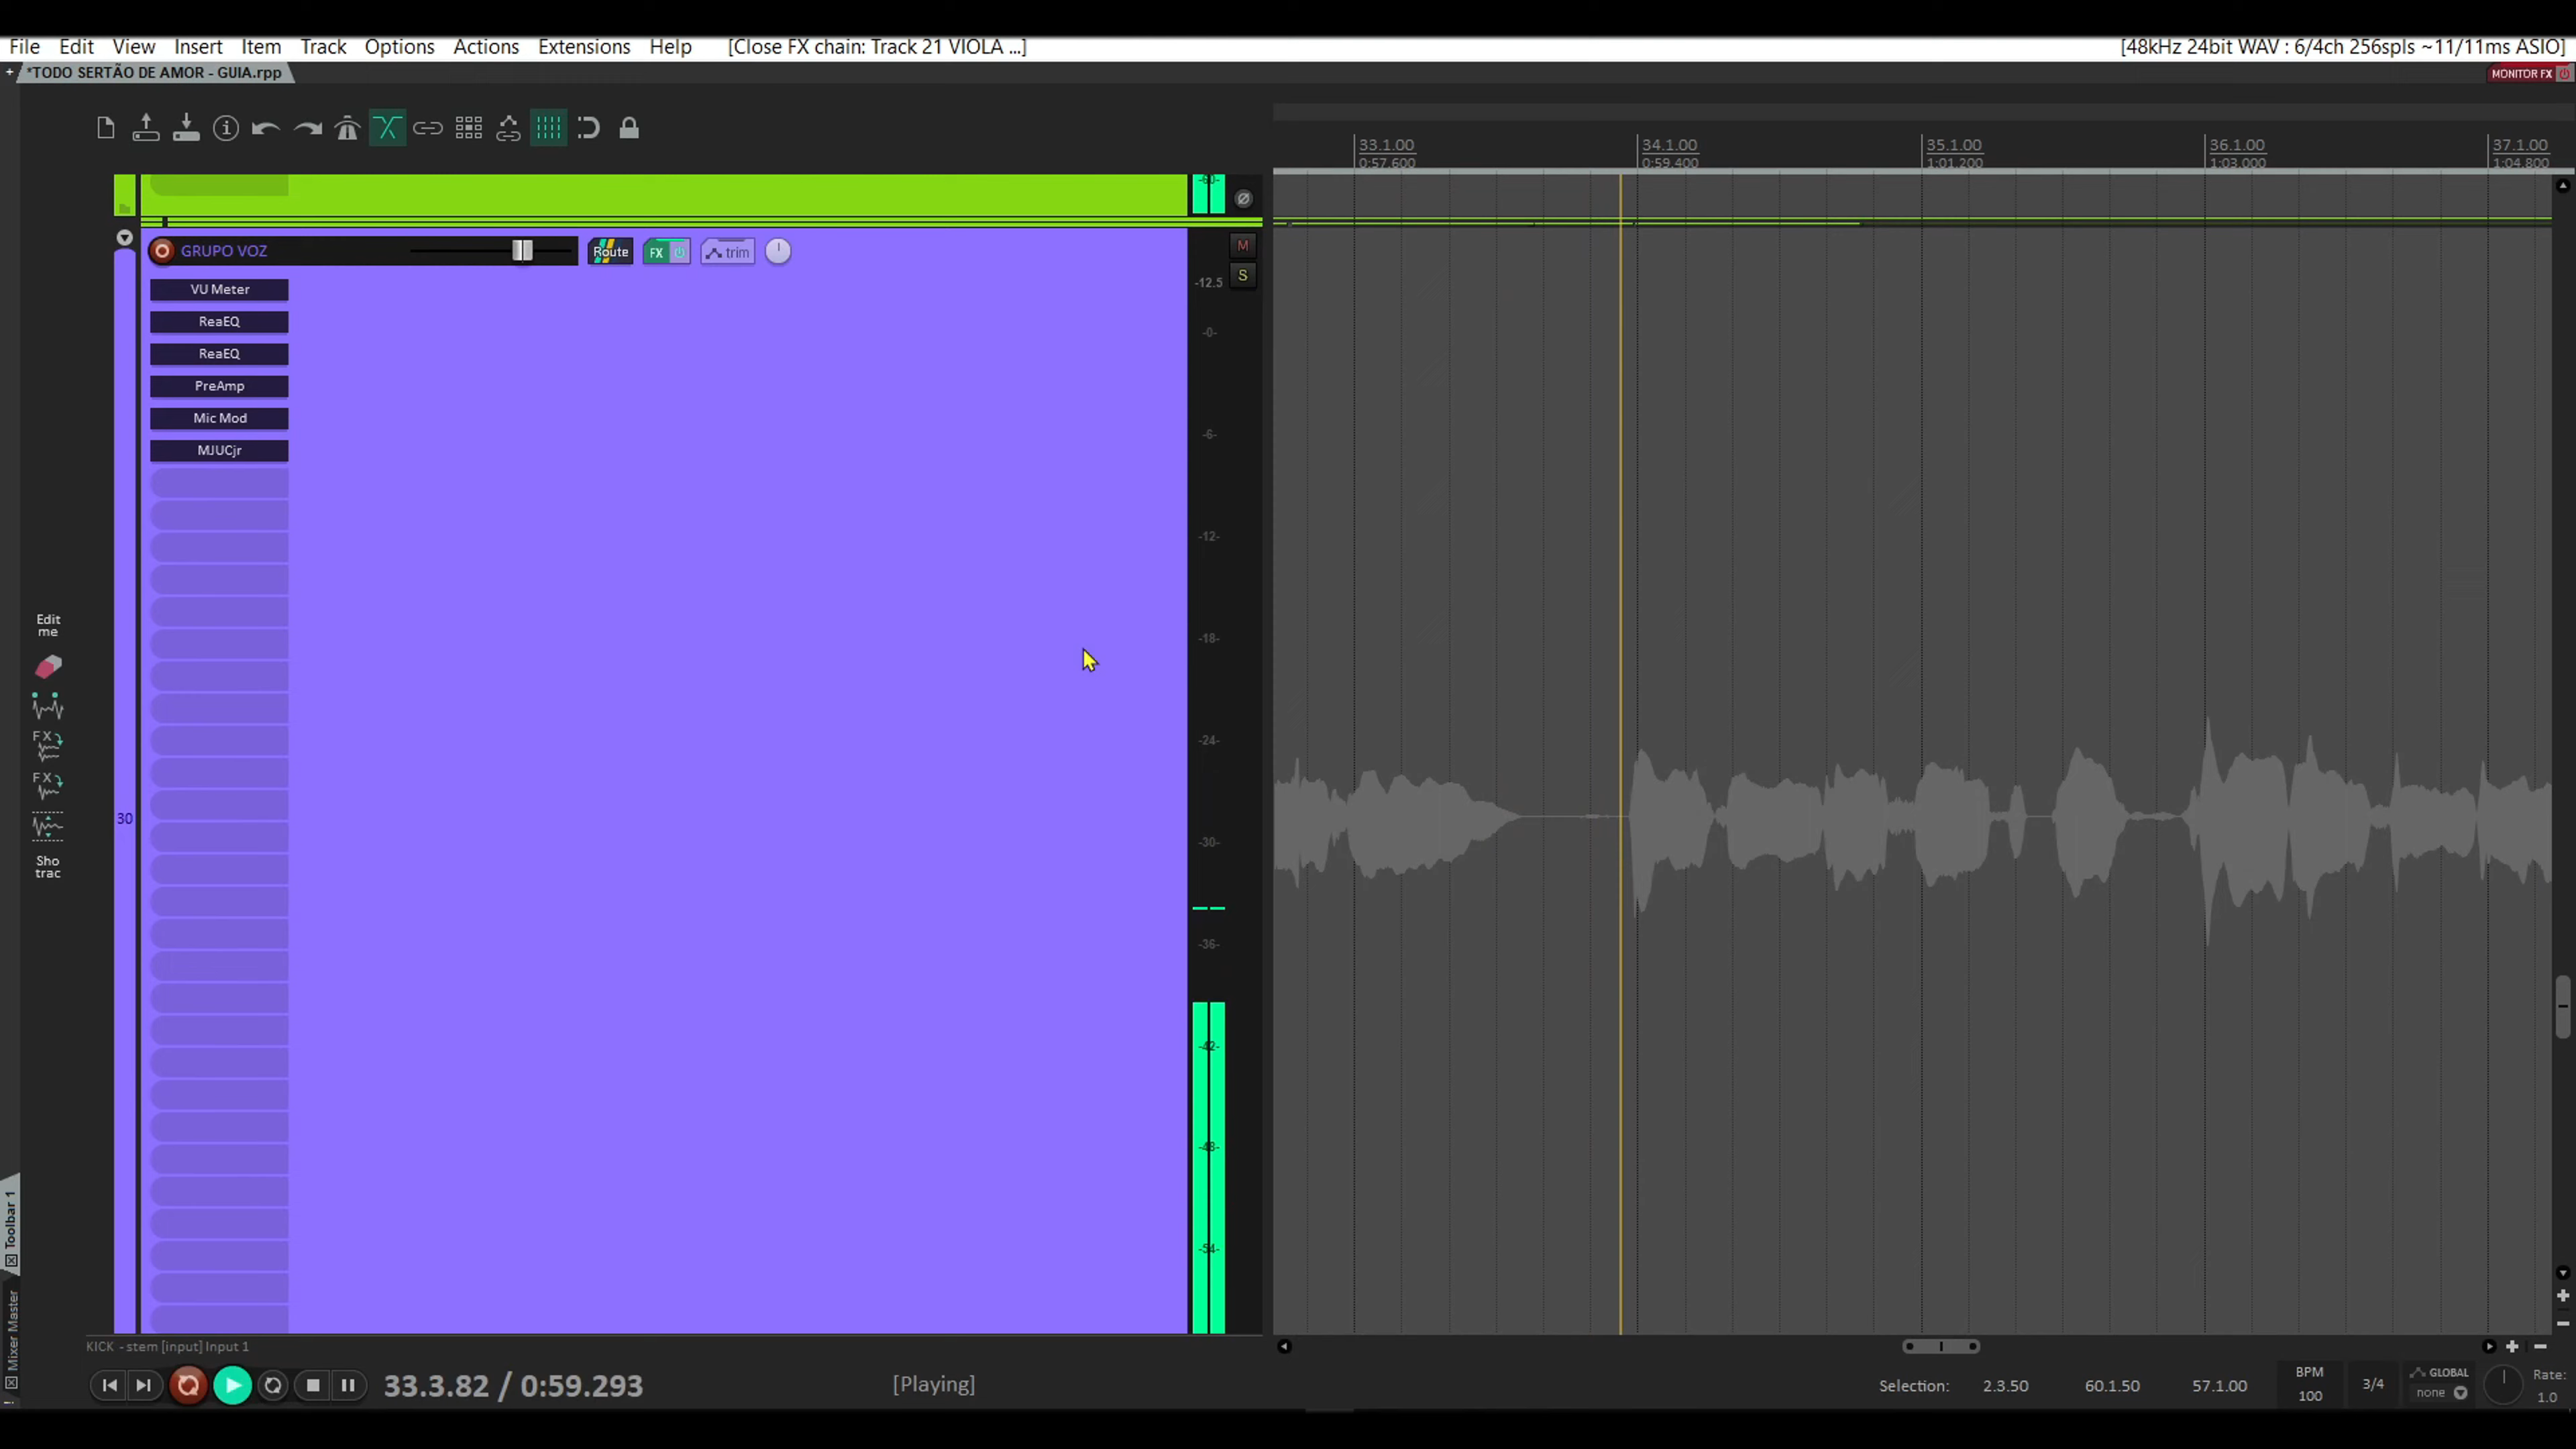 File Edit View Insert Item Track Options Actions Extensions Help [Close FX chain: Track 21 VIOLA ...] [48kHz 24bit WAV : 6/4ch 256spls ~11/11ms ASIO]
+ *TODO SERTÃO DE AMOR - GUIA.rpp MONITOR FX
33.1.00 34.1.00 35.1.00 36.1.00 37.1.00
0:57.600 0:59.400 1:01.200 1:03.000 1:04.800
-60-
GRUPO VOZ Route FX trim M
S
-12.5
VU Meter
ReaEQ
-0-
ReaEQ
PreAmp
Mic Mod
-6-
MJUCjr
-12-
Edit
me
-18-
FX
-24-
FX
30
-30-
Sho
trac
-36-
-42-
-48-
Toolbar 1
-54-
Mixer Master
KICK - stem [input] Input 1
33.3.82 / 0:59.293 [Playing] Selection: 2.3.50 60.1.50 57.1.00 BPM 100 3/4 GLOBAL none Rate: 1.0